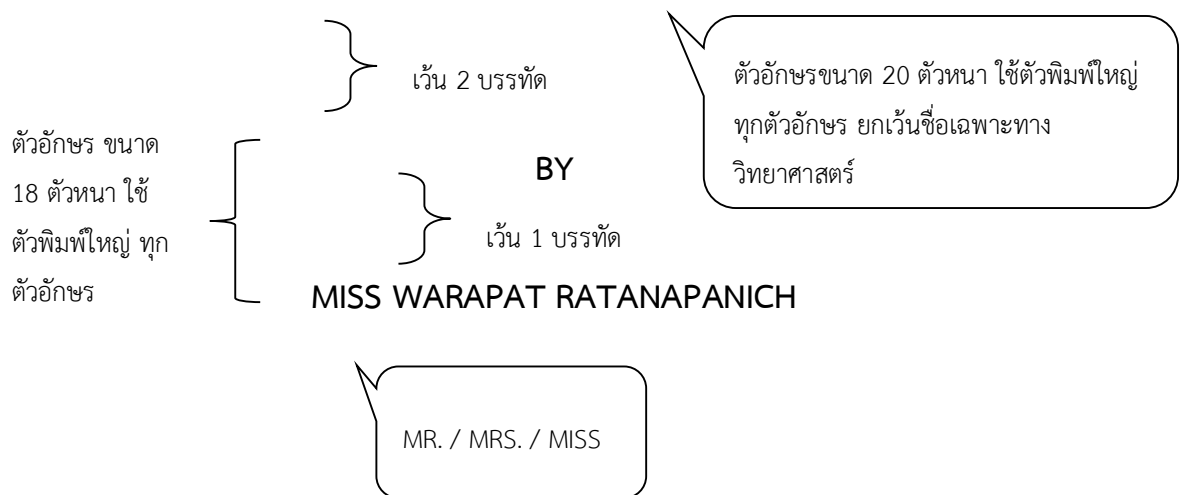 เว้น 2 บรรทัด
ตัวอักษรขนาด 20 ตัวหนา ใช้ตัวพิมพ์ใหญ่
ทุกตัวอักษร ยกเว้นชื่อเฉพาะทาง
วิทยาศาสตร์
ตัวอักษร ขนาด
18 ตัวหนา ใช้
ตัวพิมพ์ใหญ่ ทุก
ตัวอักษร
BY
เว้น 1 บรรทัด
MISS WARAPAT RATANAPANICH
MR. / MRS. / MISS